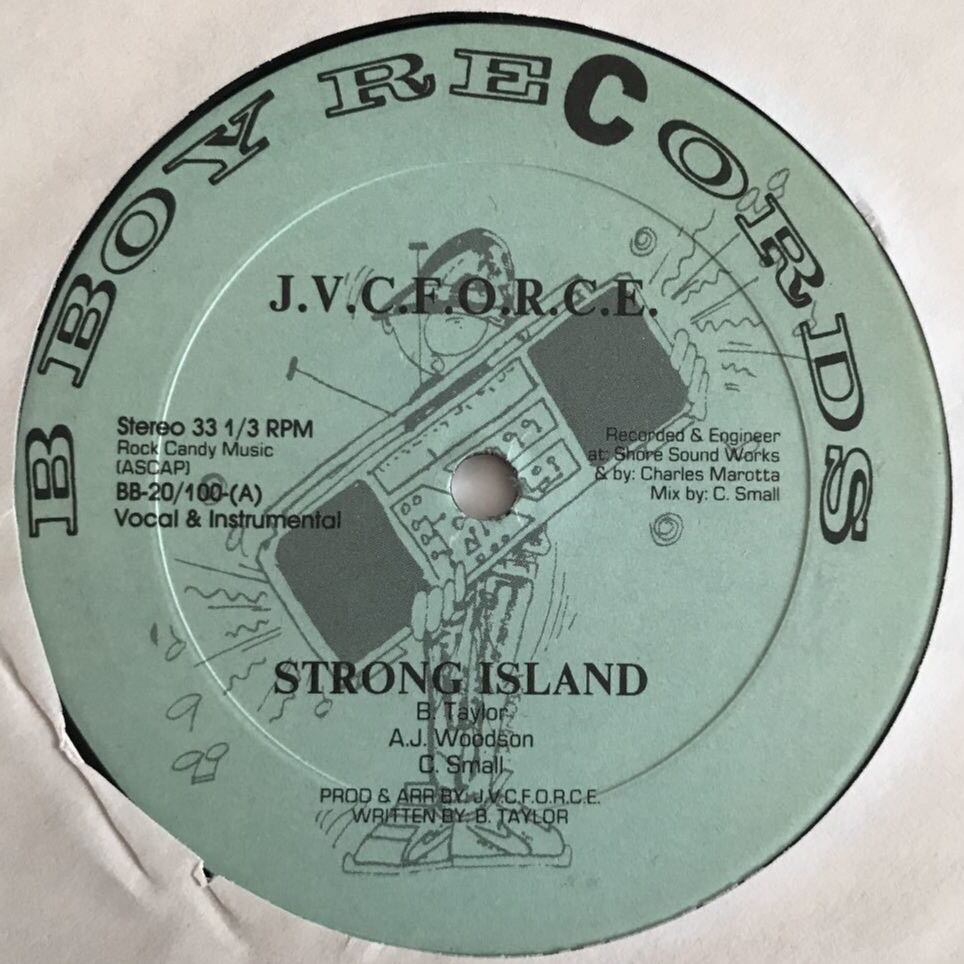 B BOY RECORDS
J.V.C.F.O.R.C.E.
Stereo 33 1/3 RPM
Rock Candy Music
(ASCAP)
BB-20/100-(A)
Vocal & Instrumental
Recorded & Engineer
at: Shore Sound Works
& by: Charles Marotta
Mix by: C. Small
STRONG ISLAND
B. Taylor
A.J. Woodson
C. Small
PROD & ARR BY: J.V.C.F.O.R.C.E.
WRITTEN BY: B. TAYLOR